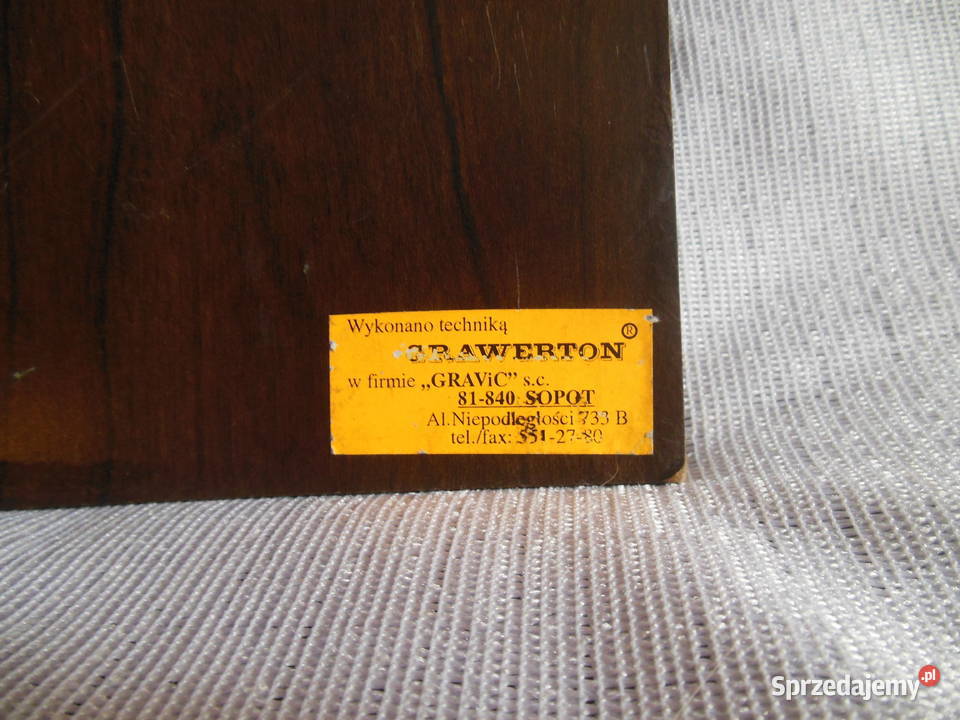 Wykonano techniką
GRAWERTON ®
w firmie „GRAViC” s.c.
81-840 SOPOT
Al.Niepodległości 733 B
tel./fax: 551-27-80
Sprzedajemy.pl